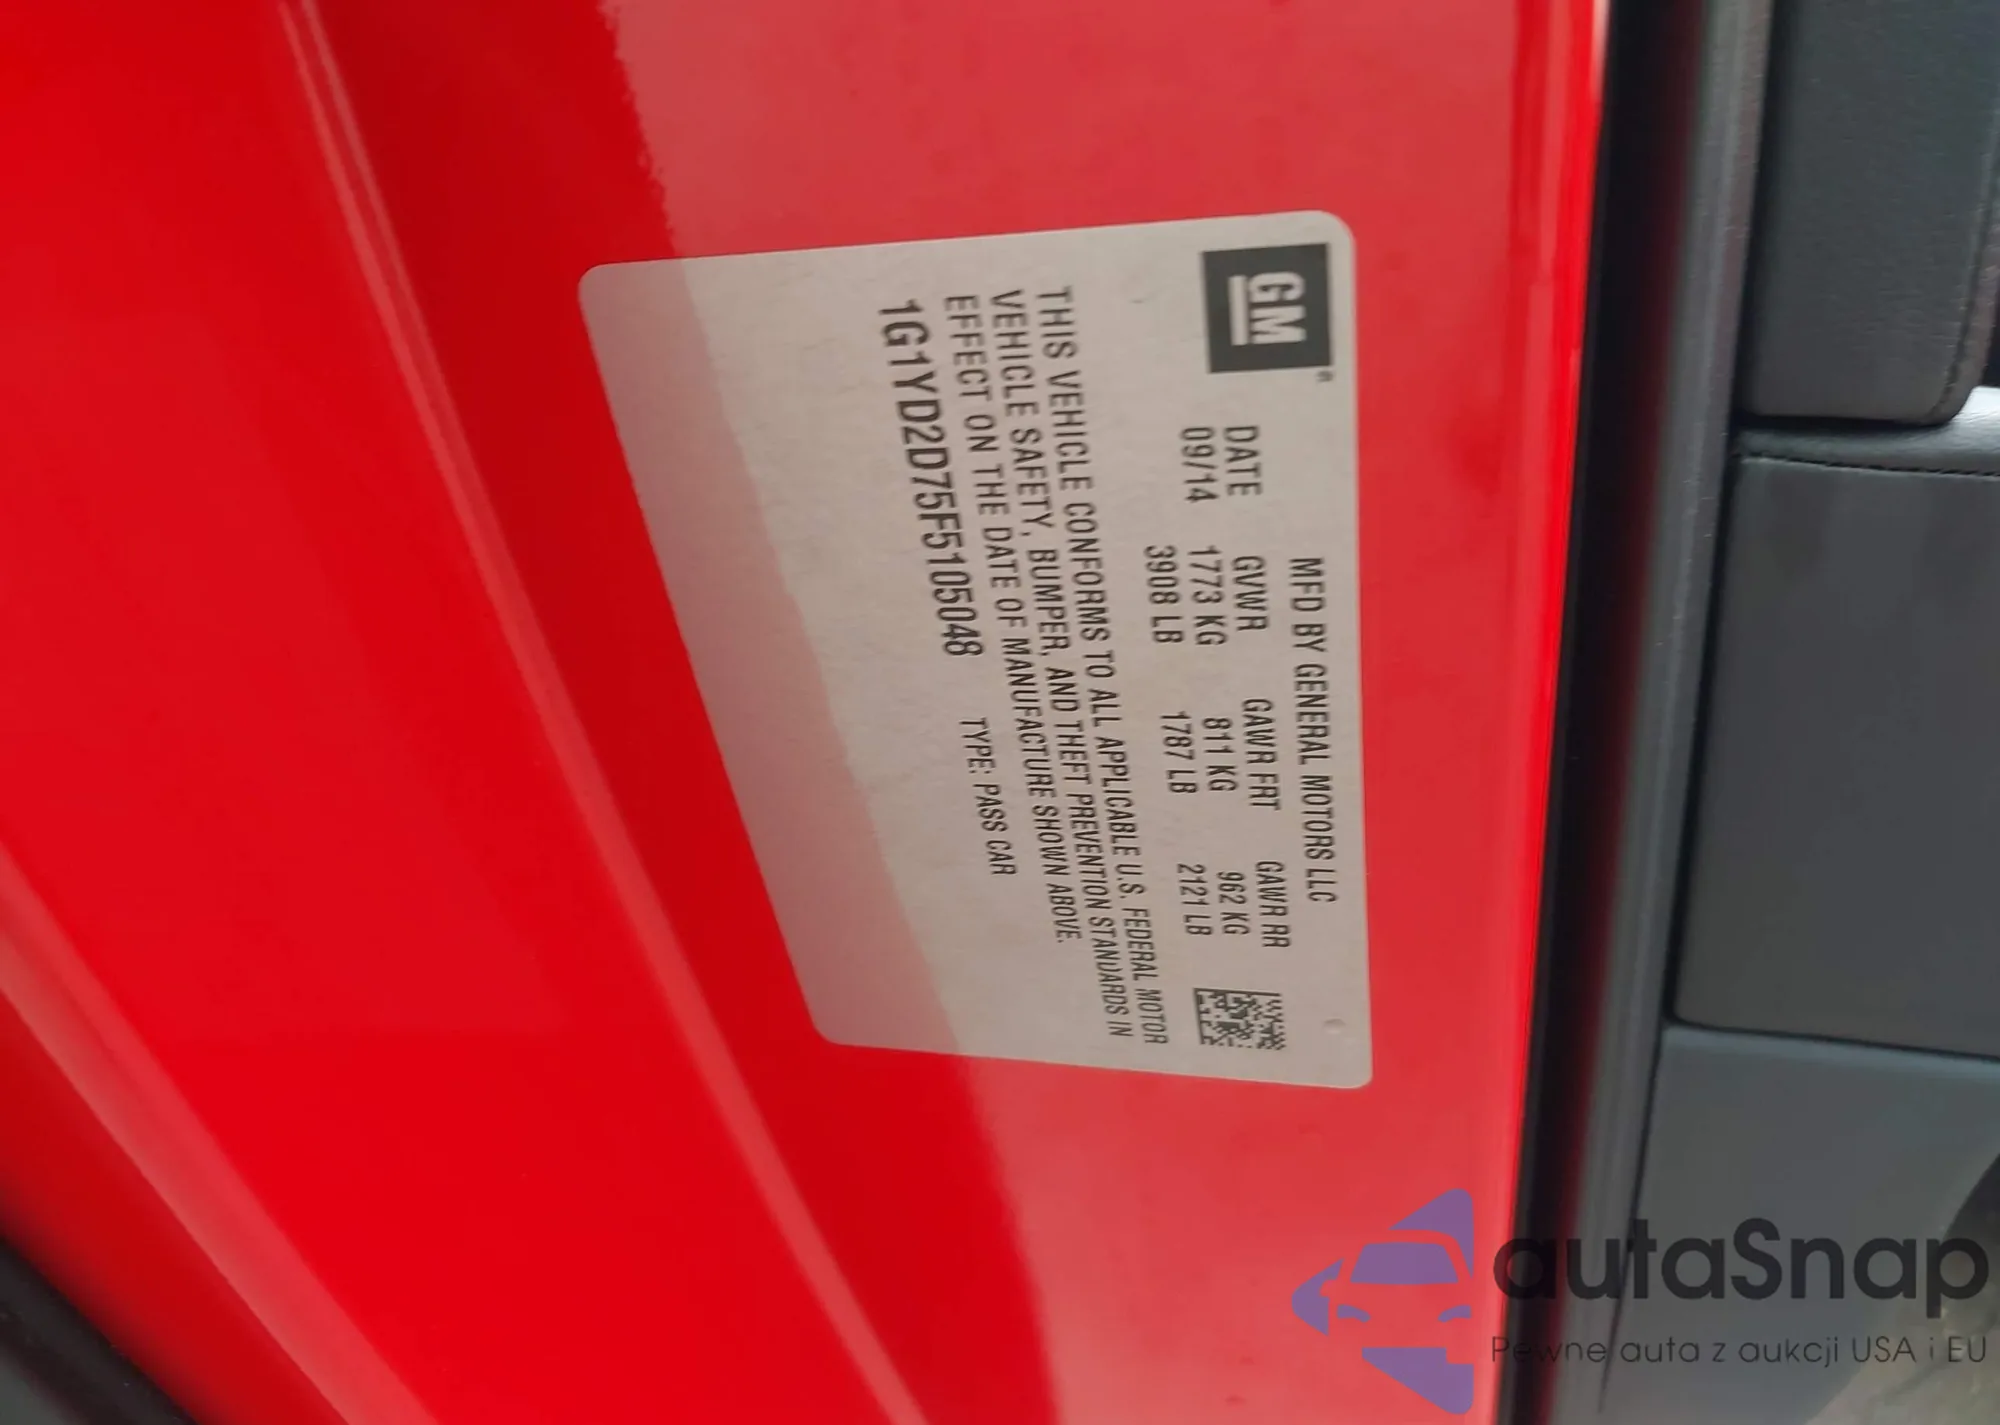 GM
MFD BY GENERAL MOTORS LLC
DATE GVWR GAWR FRT GAWR RR
09/14 1773 KG 811 KG 962 KG
3908 LB 1787 LB 2121 LB
THIS VEHICLE CONFORMS TO ALL APPLICABLE U.S. FEDERAL MOTOR
VEHICLE SAFETY, BUMPER, AND THEFT PREVENTION STANDARDS IN
EFFECT ON THE DATE OF MANUFACTURE SHOWN ABOVE.
1G1YD2D75F5105048 TYPE: PASS CAR
autaSnap
Pewne auta z aukcji USA i EU